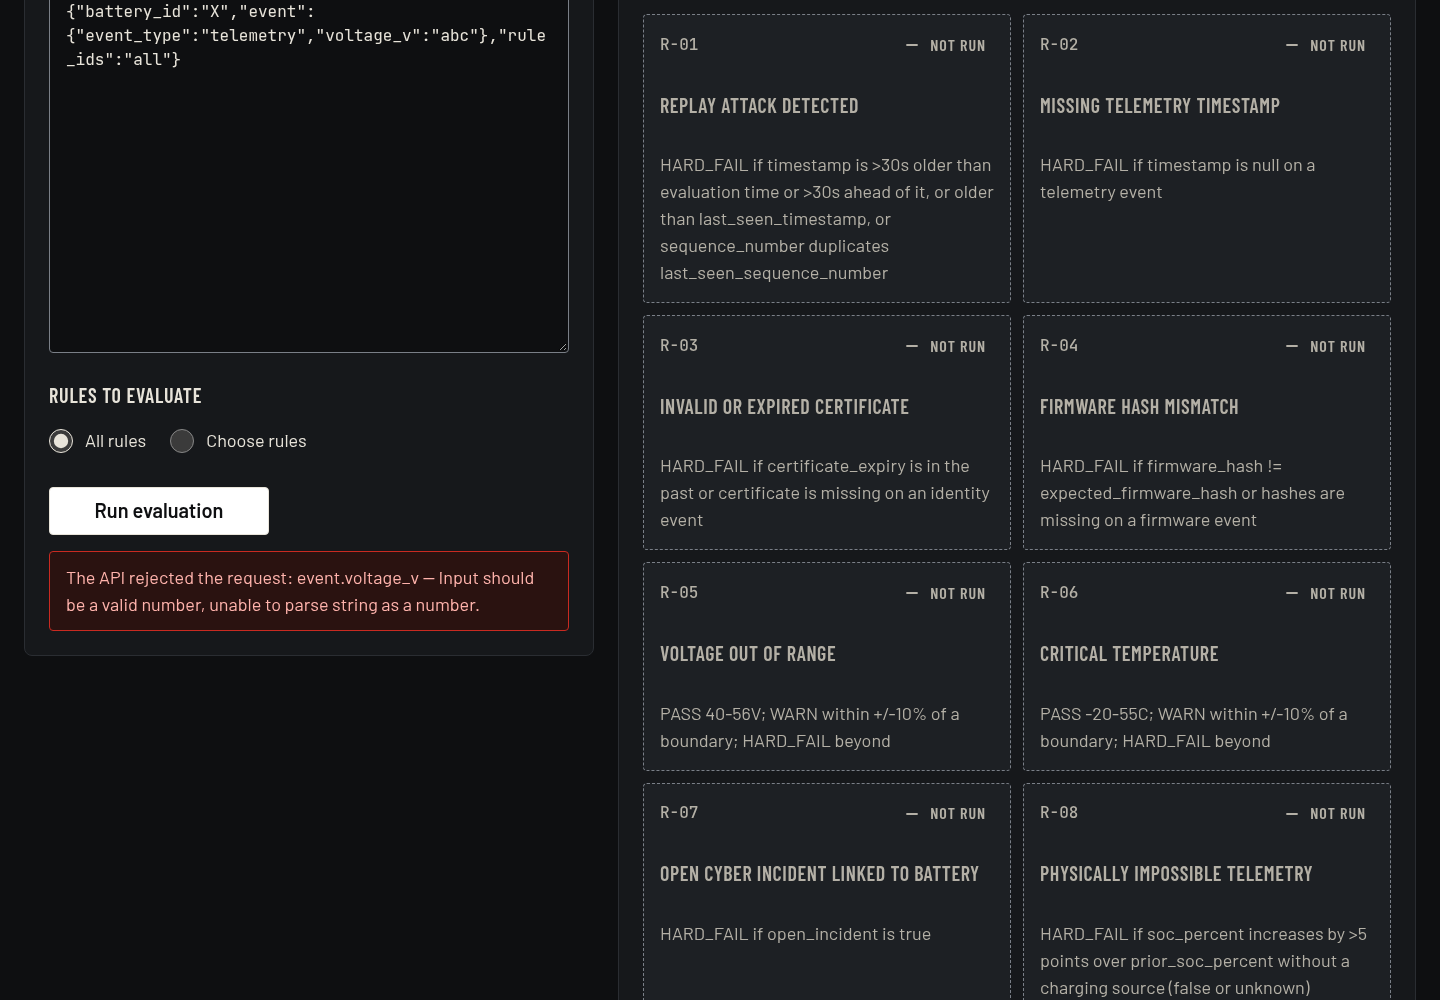 {"battery_id":"X","event":
{"event_type":"telemetry","voltage_v":"abc"},"rule
_ids":"all"}
RULES TO EVALUATE
All rules
Choose rules
Run evaluation
The API rejected the request: event.voltage_v — Input should
be a valid number, unable to parse string as a number.
R-01
— NOT RUN
REPLAY ATTACK DETECTED
HARD_FAIL if timestamp is >30s older than
evaluation time or >30s ahead of it, or older
than last_seen_timestamp, or
sequence_number duplicates
last_seen_sequence_number
R-02
— NOT RUN
MISSING TELEMETRY TIMESTAMP
HARD_FAIL if timestamp is null on a
telemetry event
R-03
— NOT RUN
INVALID OR EXPIRED CERTIFICATE
HARD_FAIL if certificate_expiry is in the
past or certificate is missing on an identity
event
R-04
— NOT RUN
FIRMWARE HASH MISMATCH
HARD_FAIL if firmware_hash !=
expected_firmware_hash or hashes are
missing on a firmware event
R-05
— NOT RUN
VOLTAGE OUT OF RANGE
PASS 40-56V; WARN within +/-10% of a
boundary; HARD_FAIL beyond
R-06
— NOT RUN
CRITICAL TEMPERATURE
PASS -20-55C; WARN within +/-10% of a
boundary; HARD_FAIL beyond
R-07
— NOT RUN
OPEN CYBER INCIDENT LINKED TO BATTERY
HARD_FAIL if open_incident is true
R-08
— NOT RUN
PHYSICALLY IMPOSSIBLE TELEMETRY
HARD_FAIL if soc_percent increases by >5
points over prior_soc_percent without a
charging source (false or unknown)